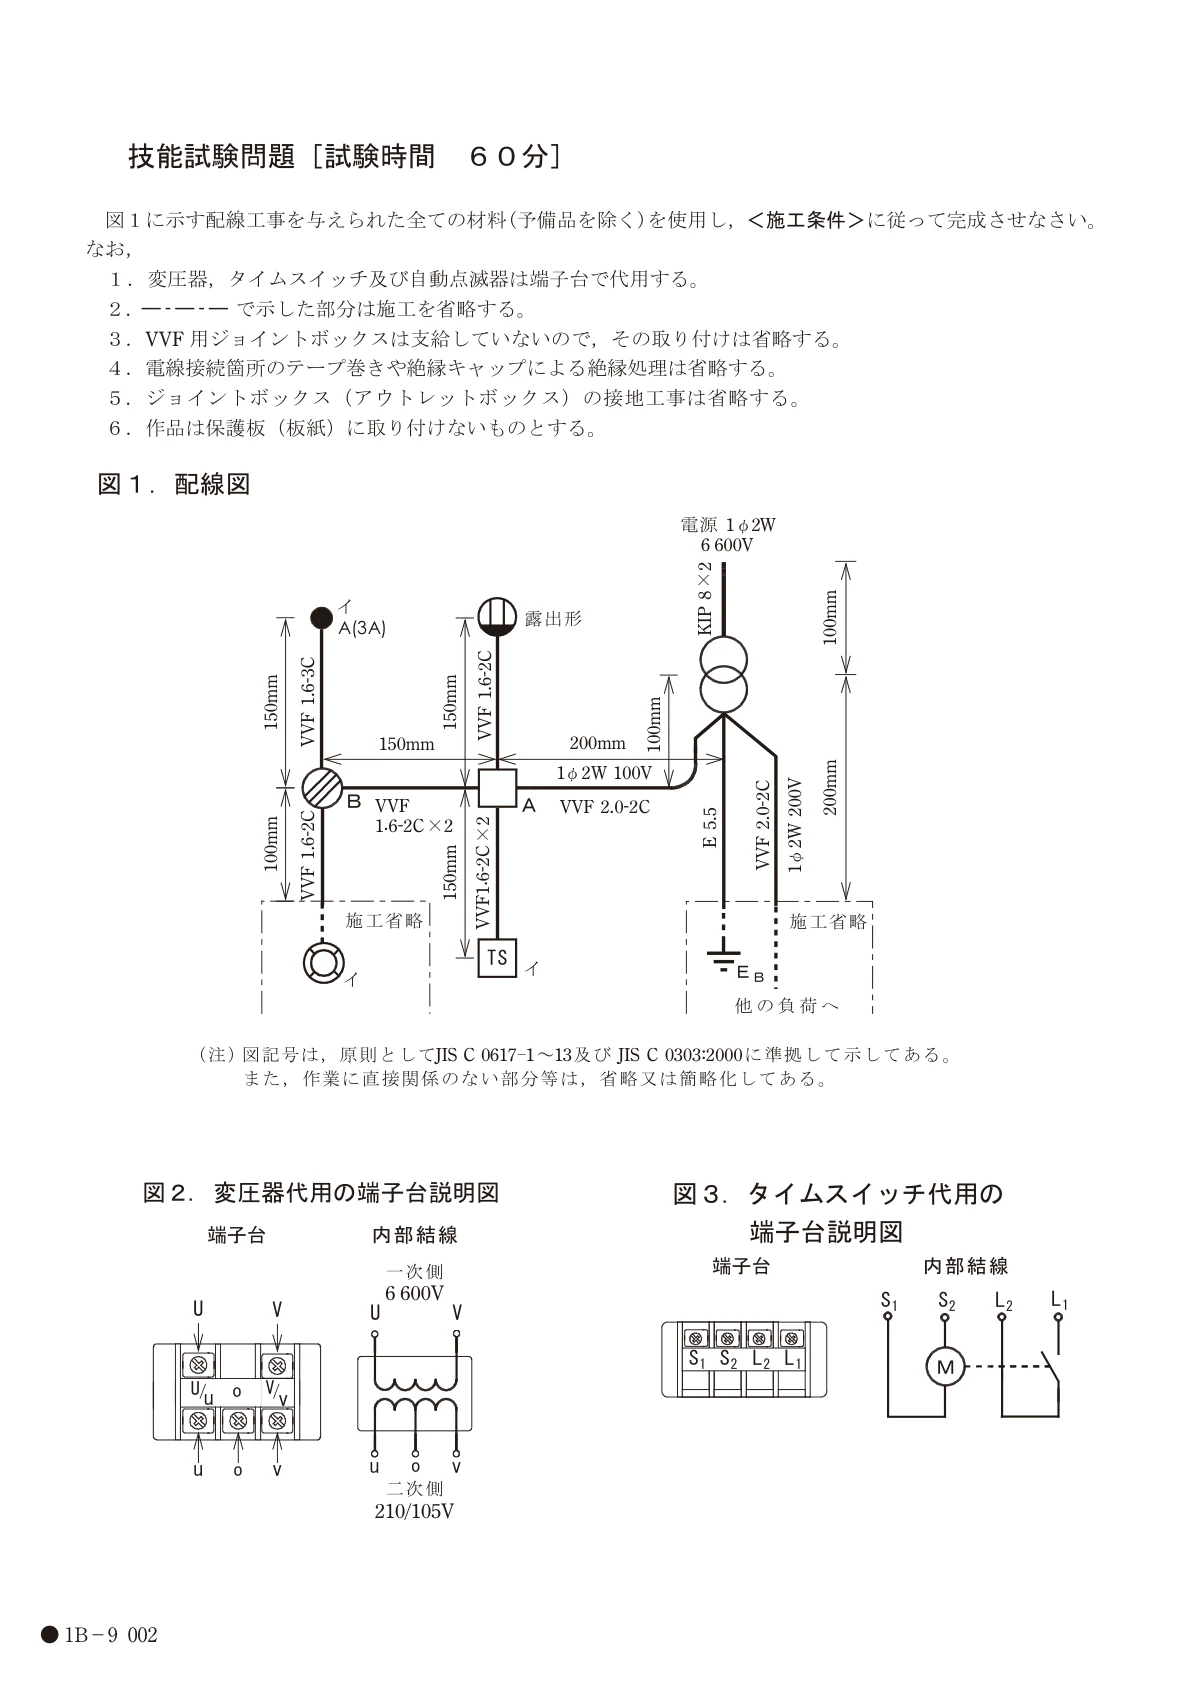 技能試験問題［試験時間　６０分］
図１に示す配線工事を与えられた全ての材料(予備品を除く)を使用し，＜施工条件＞に従って完成させなさい。
なお，
１．変圧器，タイムスイッチ及び自動点滅器は端子台で代用する。
２．― - ― - ― で示した部分は施工を省略する。
３．VVF 用ジョイントボックスは支給していないので，その取り付けは省略する。
４．電線接続箇所のテープ巻きや絶縁キャップによる絶縁処理は省略する。
５．ジョイントボックス（アウトレットボックス）の接地工事は省略する。
６．作品は保護板（板紙）に取り付けないものとする。
図１．配線図
電源 1φ2W
6 600V
KIP 8×2
100mm
イ
A(3A)
露出形
150mm
VVF 1.6-3C
150mm
VVF 1.6-2C
100mm
150mm
200mm
1φ2W 100V
B
VVF
1.6-2C×2
A
VVF 2.0-2C
100mm
VVF 1.6-2C
150mm
VVF1.6-2C×2
E 5.5
VVF 2.0-2C
1φ2W 200V
200mm
施工省略
施工省略
TS
イ
イ
EB
他の負荷へ
（注）図記号は，原則としてJIS C 0617-1～13及び JIS C 0303:2000に準拠して示してある。
また，作業に直接関係のない部分等は，省略又は簡略化してある。
図２．変圧器代用の端子台説明図
端子台
内部結線
一次側
6 600V
U V
U V
U/u o V/v
u o v
u o v
二次側
210/105V
図３．タイムスイッチ代用の
端子台説明図
端子台
内部結線
S1 S2 L2 L1
S1 S2 L2 L1
M
●1B－9 002